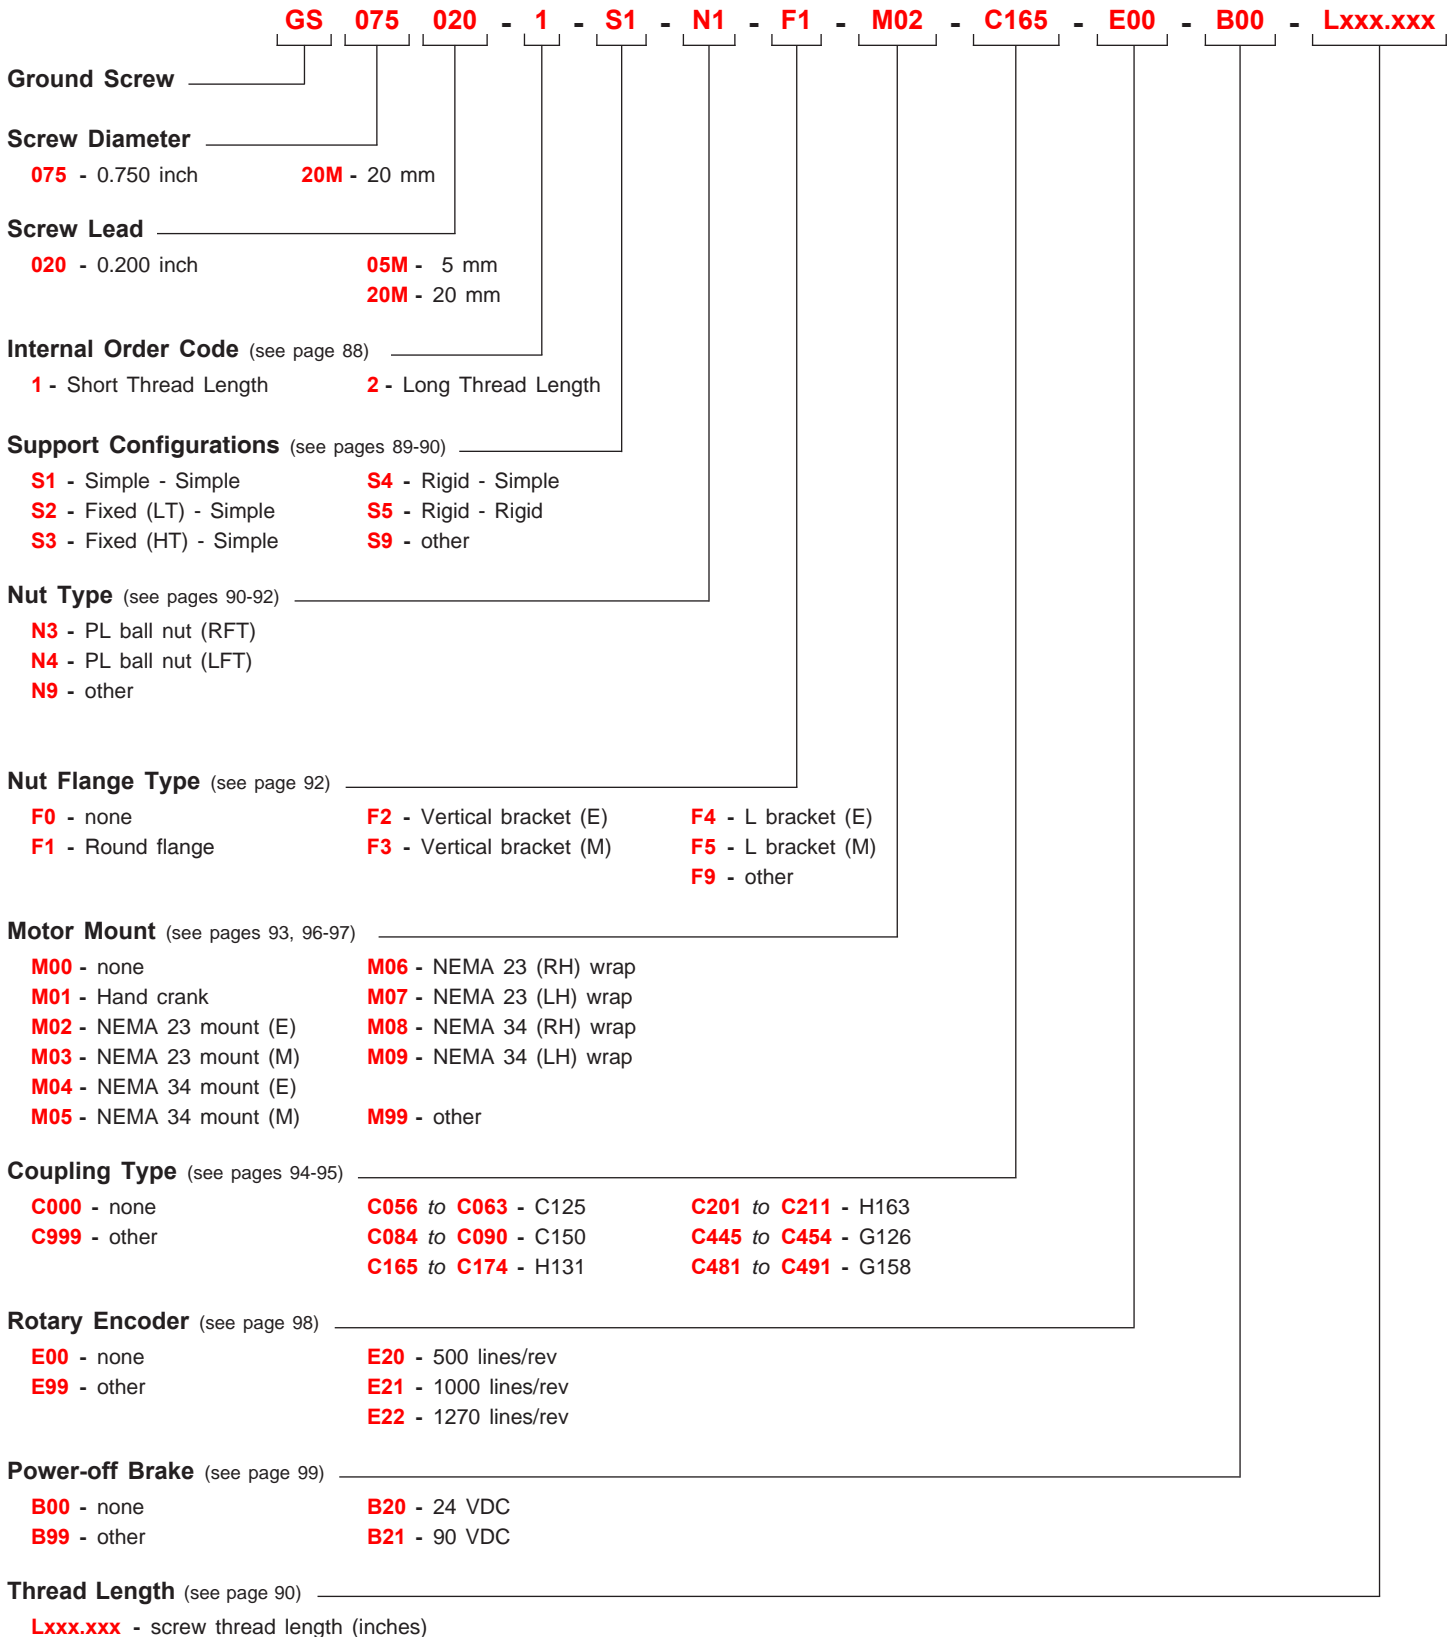 GS 075 020 - 1 - S1 - N1 - F1 - M02 - C165 - E00 - B00 - Lxxx.xxx
Ground Screw
Screw Diameter
075 - 0.750 inch 20M - 20 mm
Screw Lead
020 - 0.200 inch 05M - 5 mm
20M - 20 mm
Internal Order Code (see page 88)
1 - Short Thread Length 2 - Long Thread Length
Support Configurations (see pages 89-90)
S1 - Simple - Simple S4 - Rigid - Simple
S2 - Fixed (LT) - Simple S5 - Rigid - Rigid
S3 - Fixed (HT) - Simple S9 - other
Nut Type (see pages 90-92)
N3 - PL ball nut (RFT)
N4 - PL ball nut (LFT)
N9 - other
Nut Flange Type (see page 92)
F0 - none F2 - Vertical bracket (E) F4 - L bracket (E)
F1 - Round flange F3 - Vertical bracket (M) F5 - L bracket (M)
F9 - other
Motor Mount (see pages 93, 96-97)
M00 - none M06 - NEMA 23 (RH) wrap
M01 - Hand crank M07 - NEMA 23 (LH) wrap
M02 - NEMA 23 mount (E) M08 - NEMA 34 (RH) wrap
M03 - NEMA 23 mount (M) M09 - NEMA 34 (LH) wrap
M04 - NEMA 34 mount (E)
M05 - NEMA 34 mount (M) M99 - other
Coupling Type (see pages 94-95)
C000 - none C056 to C063 - C125 C201 to C211 - H163
C999 - other C084 to C090 - C150 C445 to C454 - G126
C165 to C174 - H131 C481 to C491 - G158
Rotary Encoder (see page 98)
E00 - none E20 - 500 lines/rev
E99 - other E21 - 1000 lines/rev
E22 - 1270 lines/rev
Power-off Brake (see page 99)
B00 - none B20 - 24 VDC
B99 - other B21 - 90 VDC
Thread Length (see page 90)
Lxxx.xxx - screw thread length (inches)